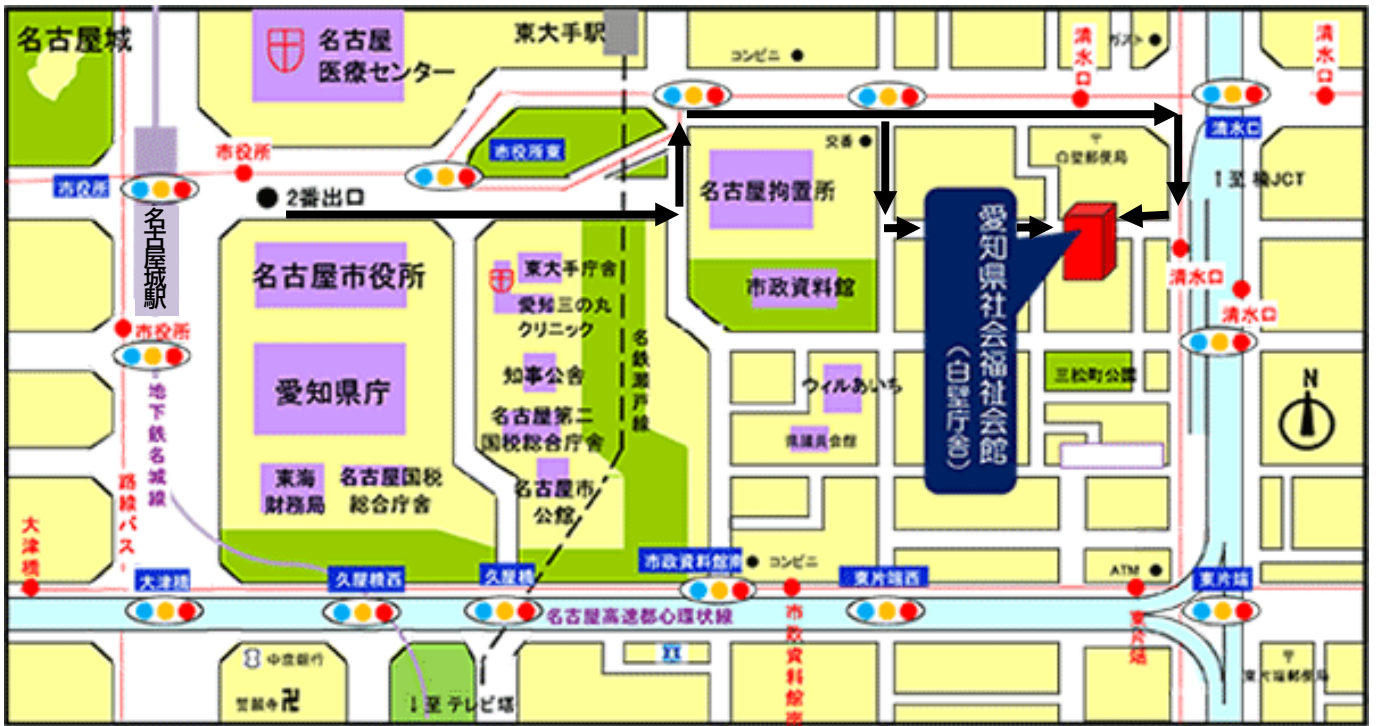 名古屋城
名古屋
医療センター
東大手駅
コンビニ
清水口
ガスト
清水口
清水口
市役所
市役所
市役所東
交番
〒
白壁郵便局
2番出口
名古屋拘置所
↑至 楠JCT
名古屋城駅
名古屋市役所
東大手庁舎
愛知三の丸
クリニック
市政資料館
愛知県社会福祉会館
(白壁庁舎)
清水口
清水口
市役所
名鉄瀬戸線
愛知県庁
知事公舎
ウィルあいち
三松町公園
N
地下鉄名城線
名古屋第二
国税総合庁舎
県議員会館
東海
財務局
名古屋国税
総合庁舎
名古屋市
公館
路線バス
大津橋
大津橋
久屋橋西
久屋橋
市政資料館南
コンビニ
東片端西
ATM
東片端
名古屋高速都心環状線
市政資料館南
東片端
中京銀行
〒
東片端郵便局
卍
↓至 テレビ塔